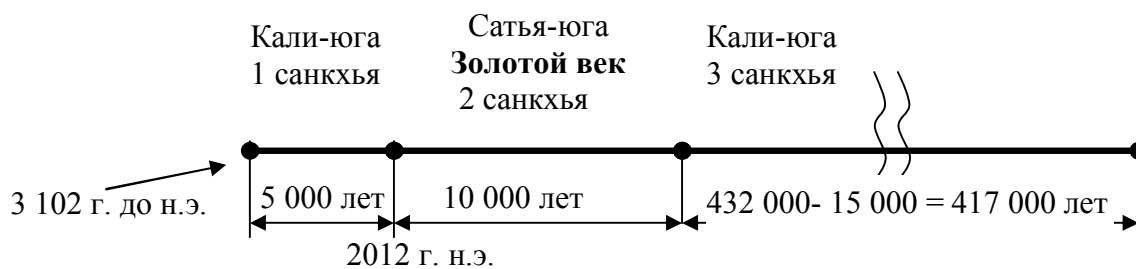 Кали-юга
1 санкхья
Сатья-юга
Золотой век
2 санкхья
Кали-юга
3 санкхья
3 102 г. до н.э.
5 000 лет
10 000 лет
432 000- 15 000 = 417 000 лет
2012 г. н.э.